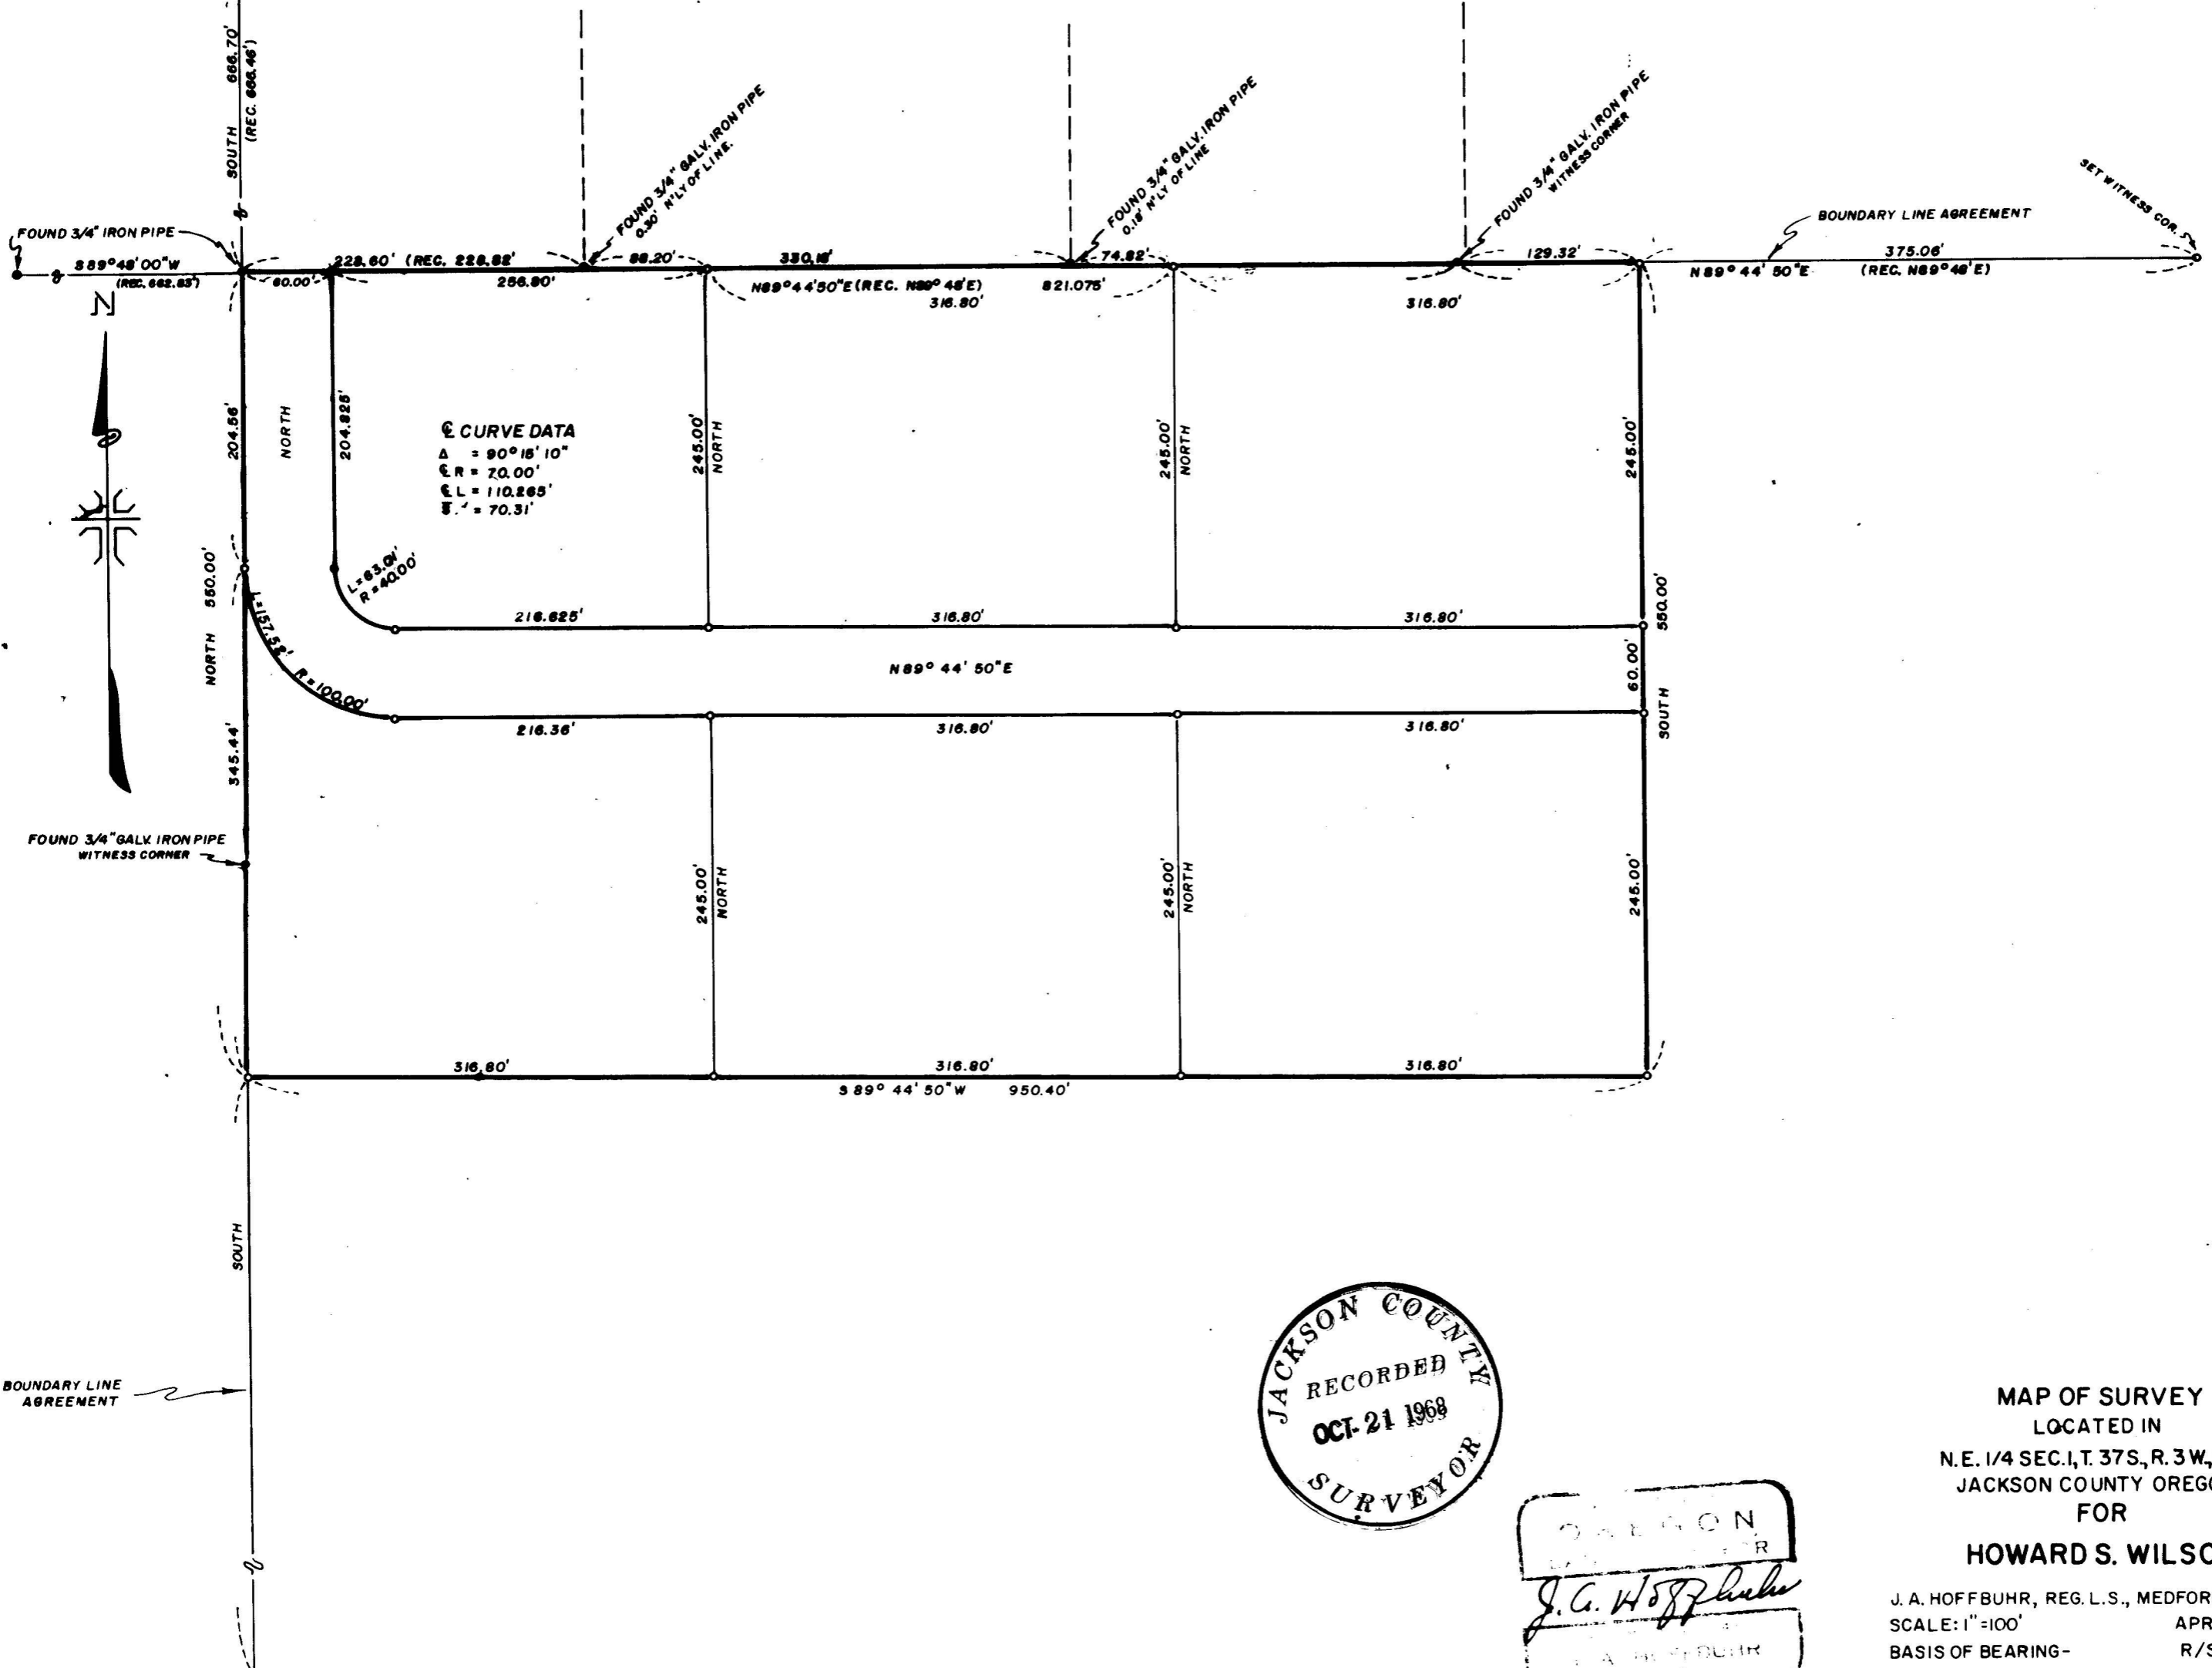 SOUTH 666.70'
(REC. 666.46')
FOUND 3/4" IRON PIPE
S89°48'00"W
(REC. 662.83')
N
228.60' (REC. 228.82'
60.00'
256.80'
FOUND 3/4" GALV. IRON PIPE
0.30' N'LY OF LINE.
88.20'
330.18'
N89°44'50"E (REC. N89°48'E)
316.80'
FOUND 3/4" GALV. IRON PIPE
0.18' N'LY OF LINE
74.82'
821.075'
FOUND 3/4" GALV. IRON PIPE
WITNESS CORNER
129.32'
316.80'
SET WITNESS COR.
BOUNDARY LINE AGREEMENT
375.06'
N89°44'50"E
(REC. N89°48'E)
204.56'
NORTH
204.825'
℄ CURVE DATA
Δ = 90°15'10"
℄ R = 70.00'
℄ L = 110.265'
= 70.31'
245.00'
NORTH
245.00'
NORTH
245.00'
NORTH 550.00'
L=63.01'
R=40.00'
L=157.52' R=100.00'
216.625'
316.80'
316.80'
550.00'
60.00'
SOUTH
N89°44'50"E
216.36'
316.80'
316.80'
345.44'
FOUND 3/4" GALV. IRON PIPE
WITNESS CORNER
245.00'
NORTH
245.00'
NORTH
245.00'
316.80'
316.80'
316.80'
S89°44'50"W 950.40'
SOUTH
BOUNDARY LINE
AGREEMENT
JACKSON COUNTY
RECORDED
OCT. 21 1968
SURVEYOR
OREGON
J. A. Hoffbuhr
MAP OF SURVEY
LOCATED IN
N.E. 1/4 SEC.1, T. 37S., R. 3W.,
JACKSON COUNTY OREGO
FOR
HOWARD S. WILSO
J. A. HOFFBUHR, REG. L.S., MEDFOR
SCALE: 1"=100' APR
BASIS OF BEARING- R/S